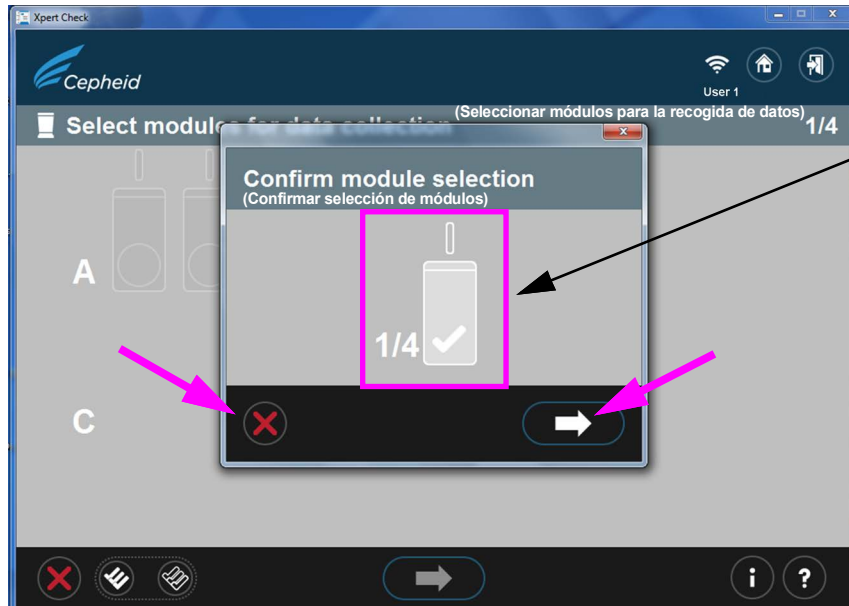 Xpert Check
Cepheid
User 1
Select modules for data collection
(Seleccionar módulos para la recogida de datos)
1/4
Confirm module selection
(Confirmar selección de módulos)
A
1/4
C
i
?